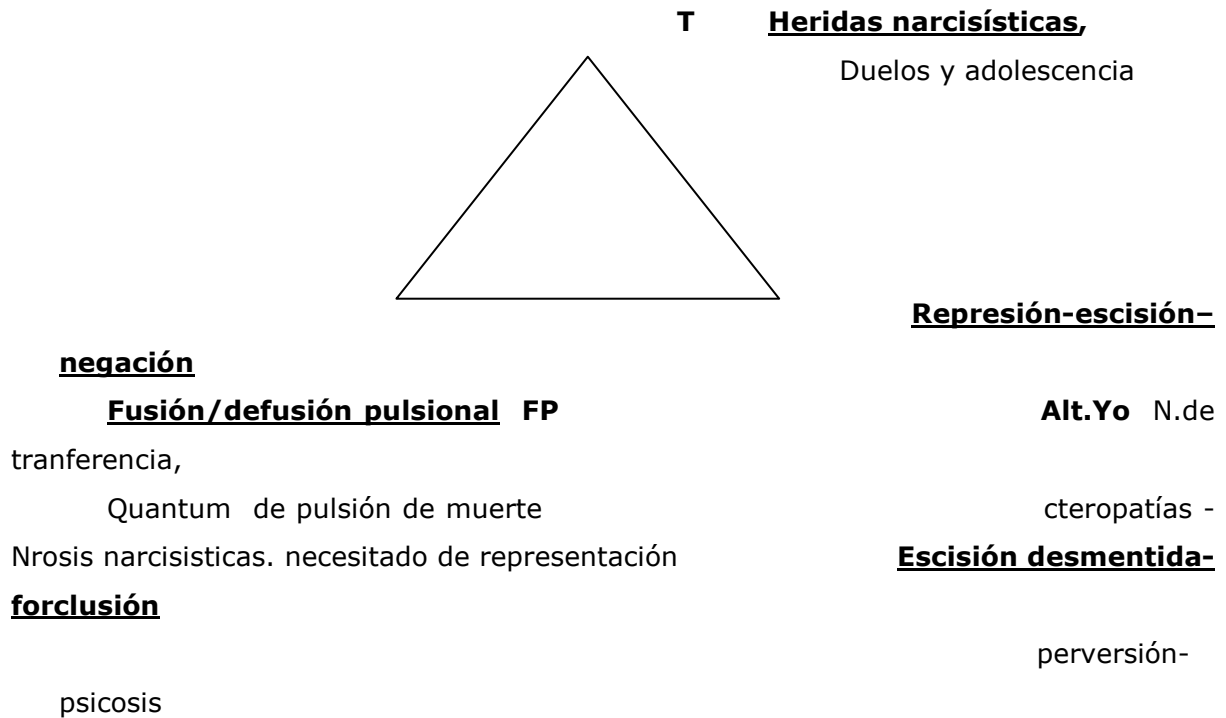 T Heridas narcisísticas,
Duelos y adolescencia
Represión-escisión–
negación
Fusión/defusión pulsional FP Alt.Yo N.de
tranferencia,
Quantum de pulsión de muerte cteropatías -
Nrosis narcisisticas. necesitado de representación Escisión desmentida-
forclusión
perversión-
psicosis